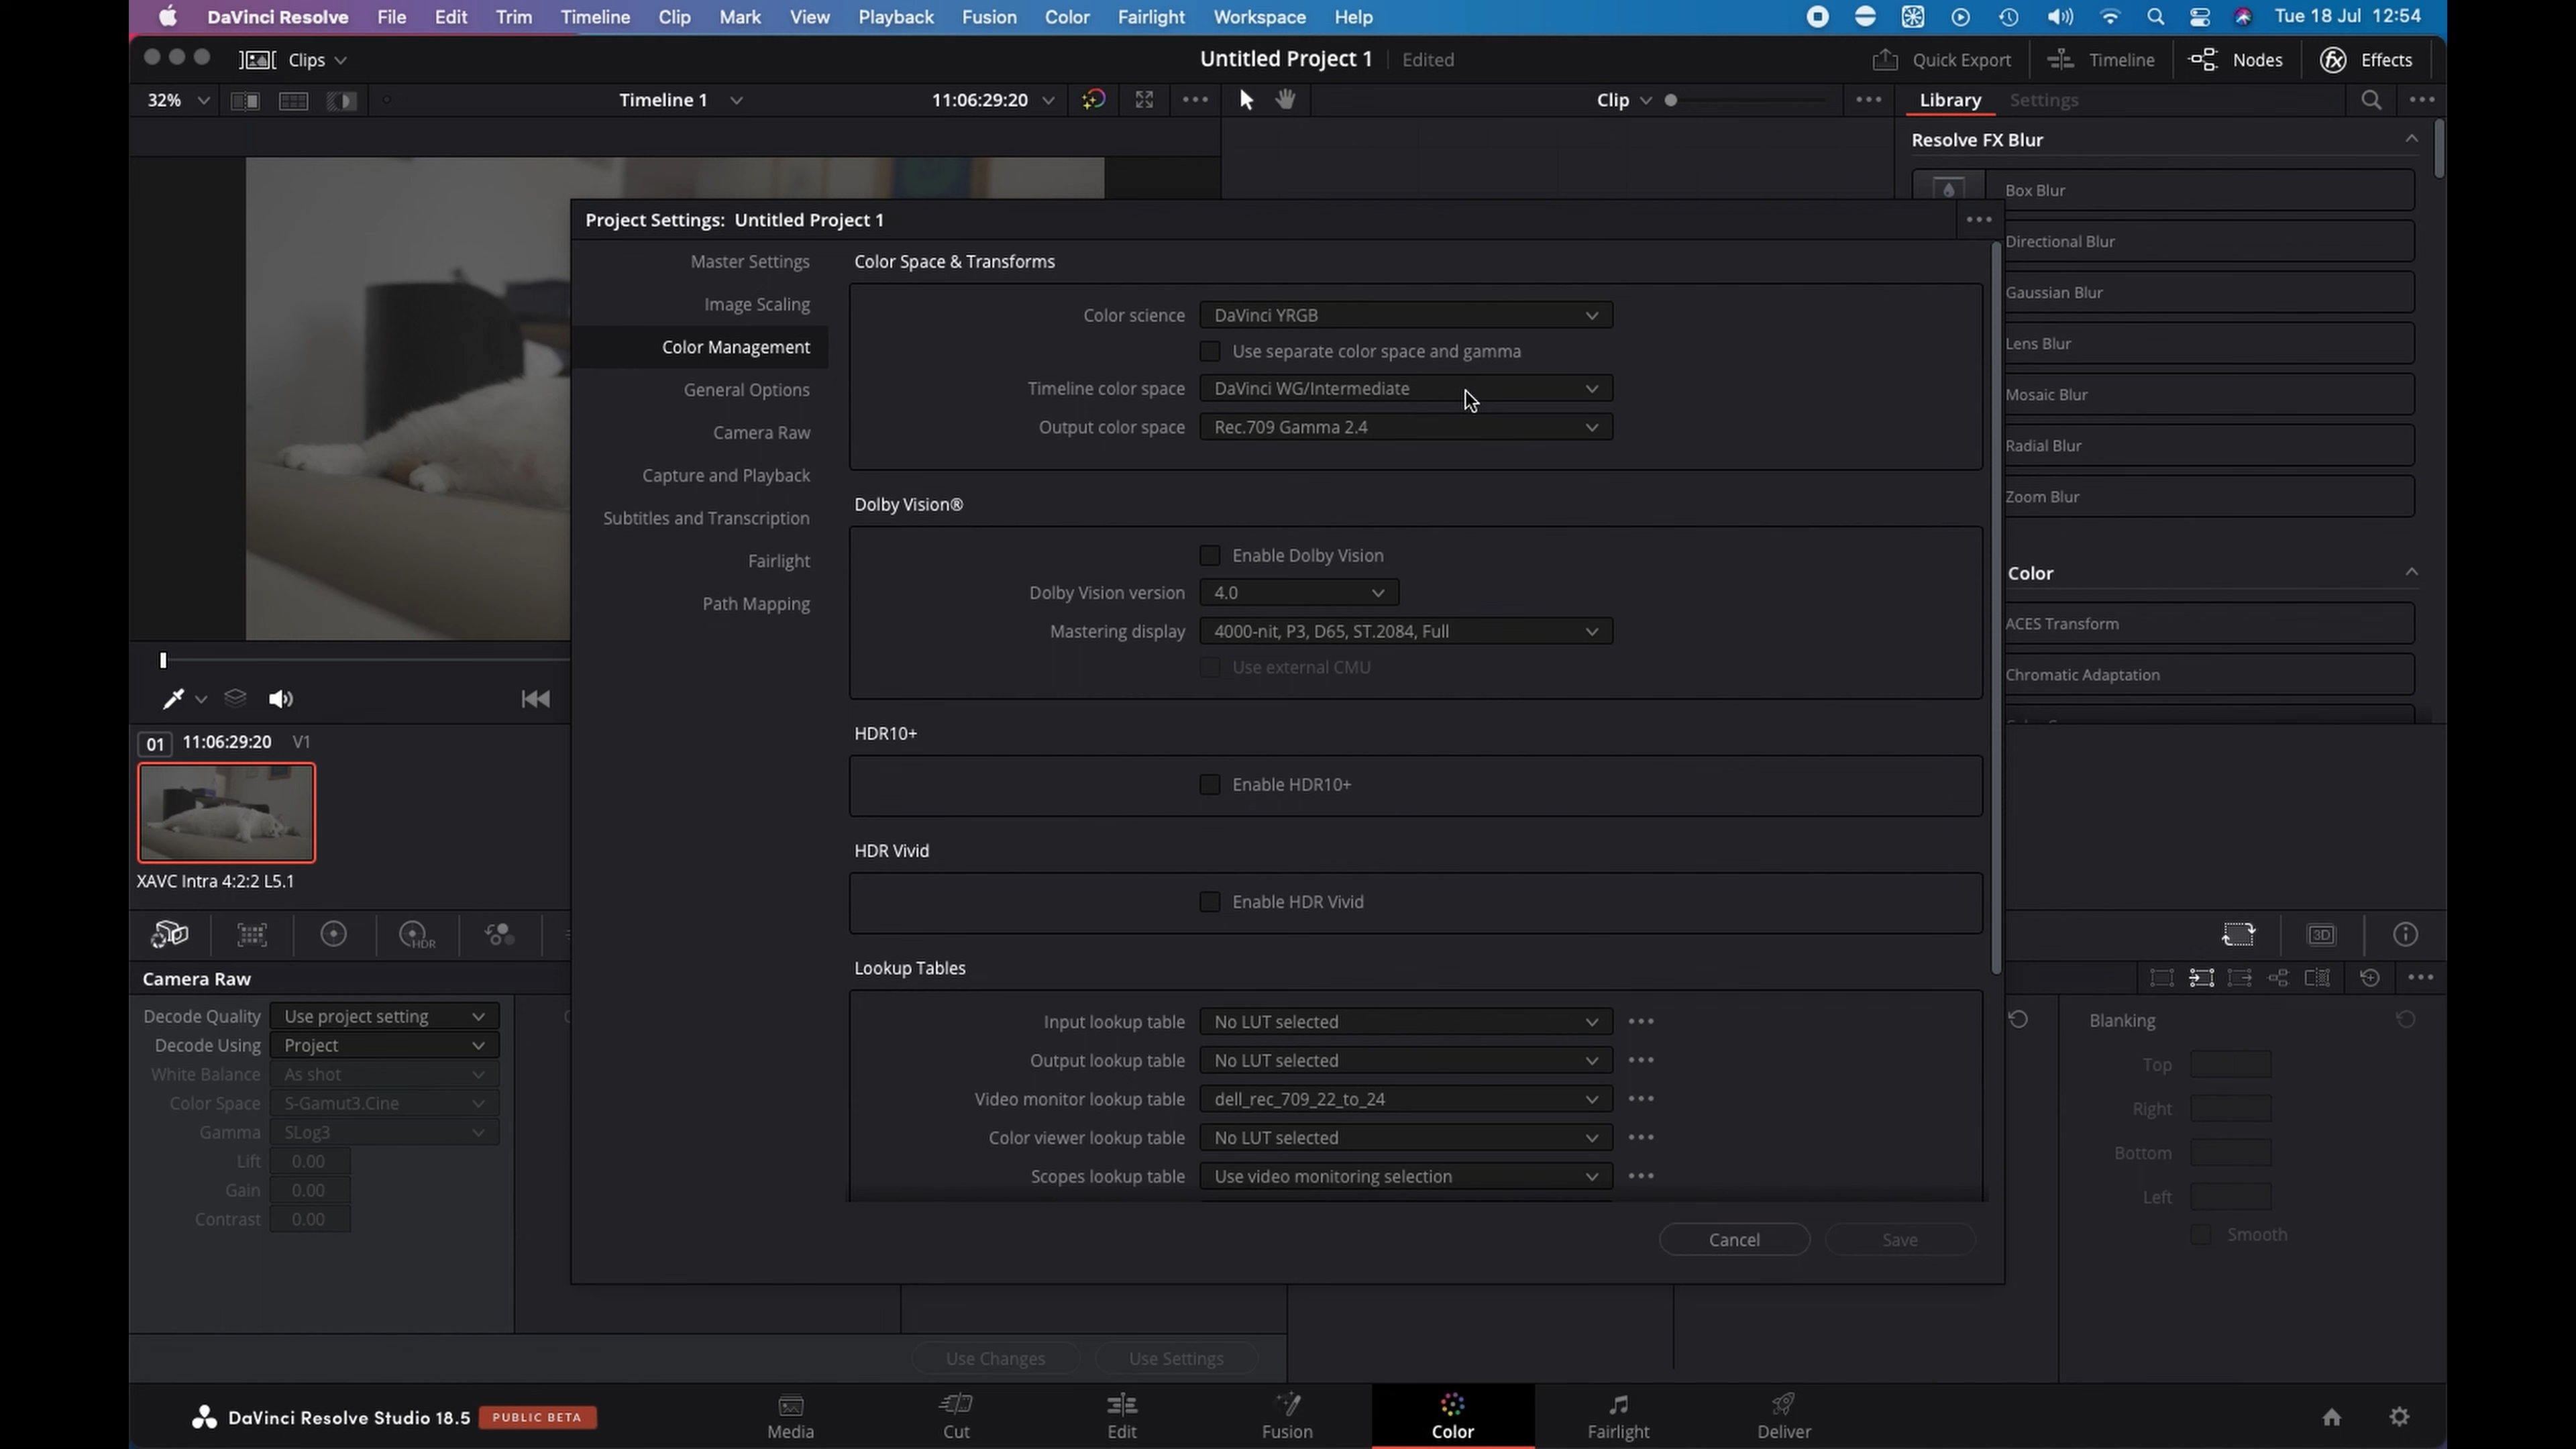 DaVinci Resolve File Edit Trim Timeline Clip Mark View Playback Fusion Color Fairlight Workspace Help Tue 18 Jul 12:54
Clips Untitled Project 1 Edited Quick Export Timeline Nodes Effects
32% Timeline 1 11:06:29:20 Clip Library Settings
Resolve FX Blur
Box Blur
Directional Blur
Gaussian Blur
Lens Blur
Mosaic Blur
Radial Blur
Zoom Blur
Color
ACES Transform
Chromatic Adaptation
Project Settings: Untitled Project 1
Master Settings
Image Scaling
Color Management
General Options
Camera Raw
Capture and Playback
Subtitles and Transcription
Fairlight
Path Mapping
Color Space & Transforms
Color science DaVinci YRGB
Use separate color space and gamma
Timeline color space DaVinci WG/Intermediate
Output color space Rec.709 Gamma 2.4
Dolby Vision®
Enable Dolby Vision
Dolby Vision version 4.0
Mastering display 4000-nit, P3, D65, ST.2084, Full
Use external CMU
HDR10+
Enable HDR10+
HDR Vivid
Enable HDR Vivid
Lookup Tables
Input lookup table No LUT selected
Output lookup table No LUT selected
Video monitor lookup table dell_rec_709_22_to_24
Color viewer lookup table No LUT selected
Scopes lookup table Use video monitoring selection
Cancel Save
01 11:06:29:20 V1
XAVC Intra 4:2:2 L5.1
HDR
3D
Camera Raw
Decode Quality Use project setting
Decode Using Project
White Balance As shot
Color Space S-Gamut3.Cine
Gamma SLog3
Lift 0.00
Gain 0.00
Contrast 0.00
Blanking
Top
Right
Bottom
Left
Smooth
Use Changes Use Settings
DaVinci Resolve Studio 18.5 PUBLIC BETA
Media Cut Edit Fusion Color Fairlight Deliver